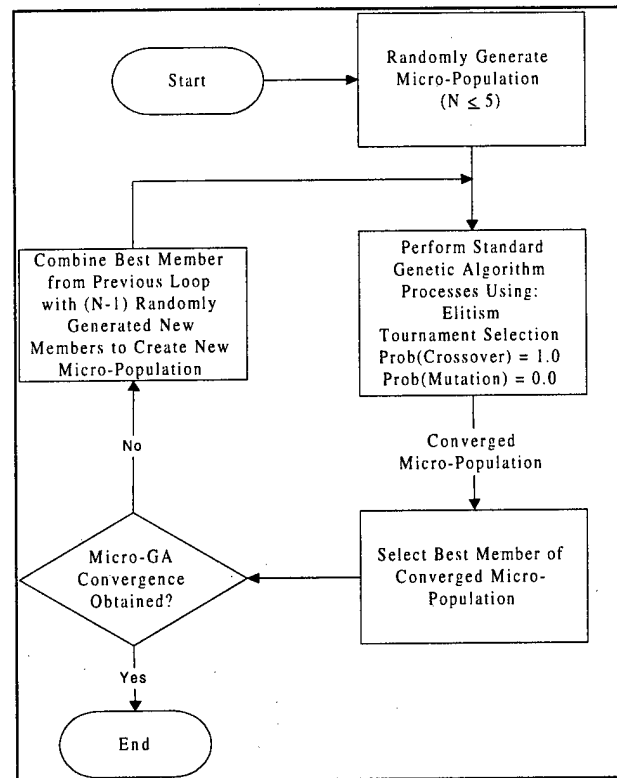 Start
Randomly Generate
Micro-Population
(N ≤ 5)
Combine Best Member
from Previous Loop
with (N-1) Randomly
Generated New
Members to Create New
Micro-Population
Perform Standard
Genetic Algorithm
Processes Using:
Elitism
Tournament Selection
Prob(Crossover) = 1.0
Prob(Mutation) = 0.0
No
Converged
Micro-Population
Micro-GA
Convergence
Obtained?
Select Best Member of
Converged Micro-
Population
Yes
End